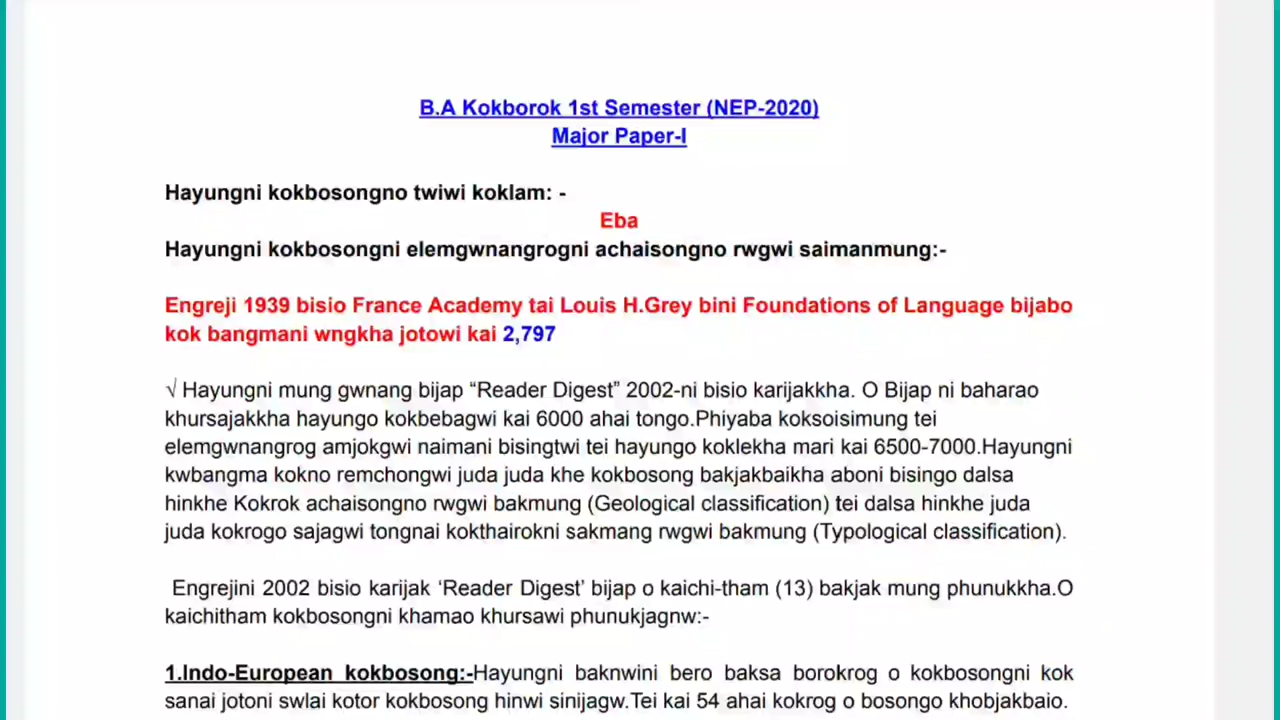 B.A Kokborok 1st Semester (NEP-2020)
Major Paper-I
Hayungni kokbosongno twiwi koklam: -
Eba
Hayungni kokbosongni elemgwnangrogni achaisongno rwgwi saimanmung:-
Engreji 1939 bisio France Academy tai Louis H.Grey bini Foundations of Language bijabo
kok bangmani wngkha jotowi kai 2,797
√ Hayungni mung gwnang bijap “Reader Digest” 2002-ni bisio karijakkha. O Bijap ni baharao
khursajakkha hayungo kokbebagwi kai 6000 ahai tongo.Phiyaba koksoisimung tei
elemgwnangrog amjokgwi naimani bisingtwi tei hayungo koklekha mari kai 6500-7000.Hayungni
kwbangma kokno remchongwi juda juda khe kokbosong bakjakbaikha aboni bisingo dalsa
hinkhe Kokrok achaisongno rwgwi bakmung (Geological classification) tei dalsa hinkhe juda
juda kokrogo sajagwi tongnai kokthairokni sakmang rwgwi bakmung (Typological classification).
Engrejini 2002 bisio karijak ‘Reader Digest’ bijap o kaichi-tham (13) bakjak mung phunukkha.O
kaichitham kokbosongni khamao khursawi phunukjagnw:-
1.Indo-European kokbosong:-Hayungni baknwini bero baksa borokrog o kokbosongni kok
sanai jotoni swlai kotor kokbosong hinwi sinijagw.Tei kai 54 ahai kokrog o bosongo khobjakbaio.